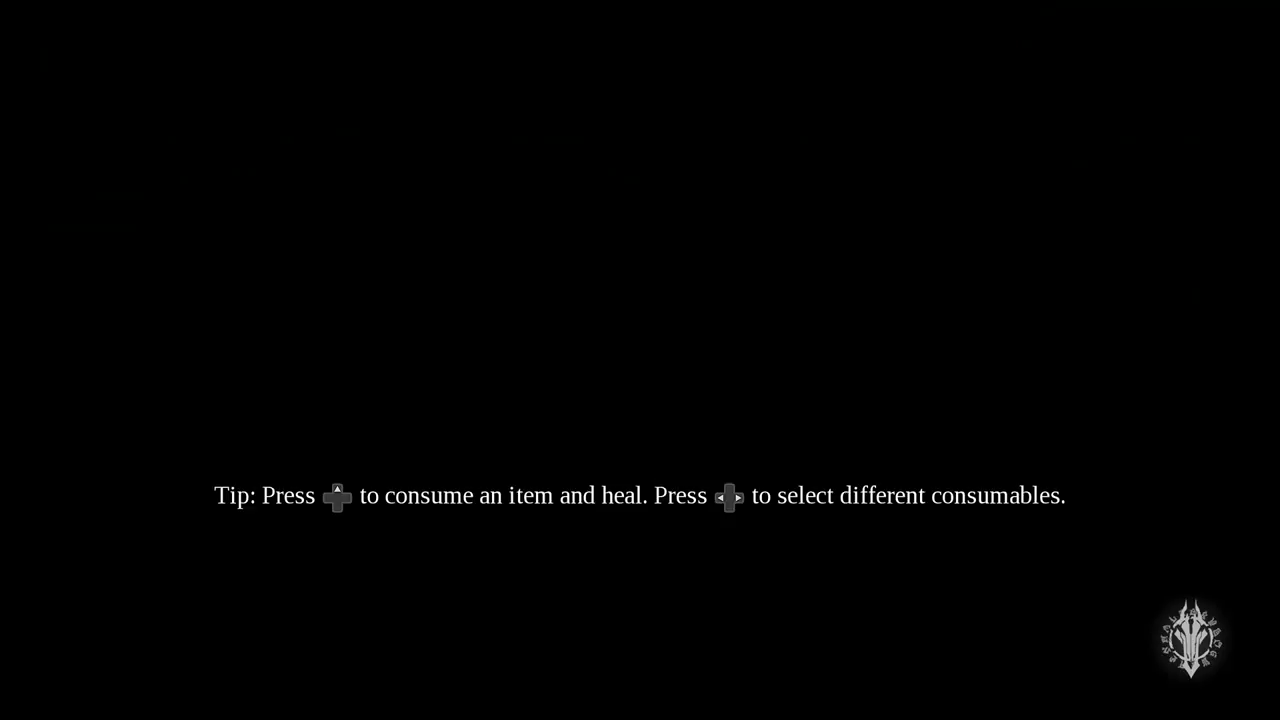 Tip: Press to consume an item and heal. Press to select different consumables.